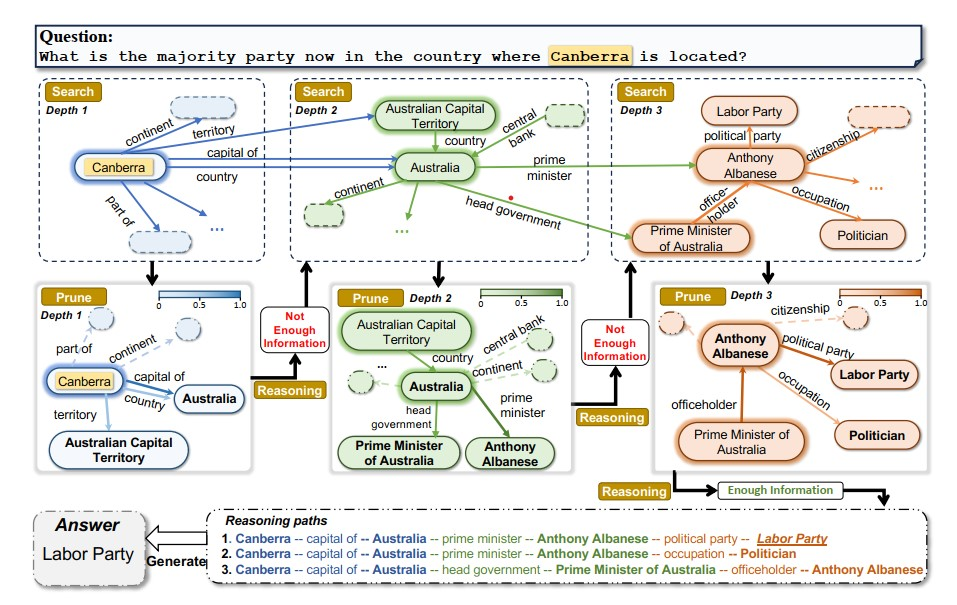 Question:
What is the majority party now in the country where Canberra is located?
Search
Depth 1
continent
territory
Canberra
capital of
country
part of
...
Search
Depth 2
Australian Capital
Territory
central
bank
country
Australia
prime
minister
continent
head government
...
Search
Depth 3
Labor Party
political party
citizenship
Anthony
Albanese
...
office-
holder
occupation
Prime Minister
of Australia
Politician
Prune
Depth 1
0 0.5 1.0
part of
continent
Canberra
capital of
country
Australia
territory
Australian Capital
Territory
Not
Enough
Information
Reasoning
Prune
Depth 2
0 0.5 1.0
Australian Capital
Territory
central bank
country
...
continent
Australia
head
government
prime
minister
Prime Minister
of Australia
Anthony
Albanese
Not
Enough
Information
Reasoning
Prune
Depth 3
0 0.5 1.0
citizenship
Anthony
Albanese
political party
Labor Party
officeholder
occupation
Prime Minister of
Australia
Politician
Reasoning
Enough Information
Answer
Labor Party
Generate
Reasoning paths
1. Canberra -- capital of -- Australia -- prime minister -- Anthony Albanese -- political party -- Labor Party
2. Canberra -- capital of -- Australia -- prime minister -- Anthony Albanese -- occupation -- Politician
3. Canberra -- capital of -- Australia -- head government -- Prime Minister of Australia -- officeholder -- Anthony Albanese